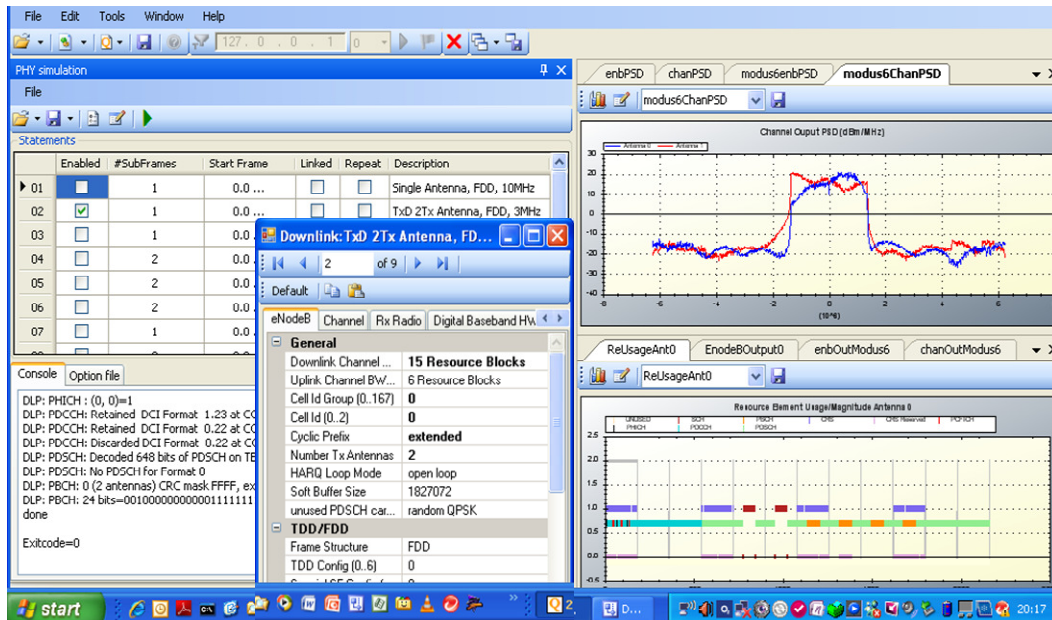 File Edit Tools Window Help
127 . 0 . 0 . 1 0
PHY simulation
File
Statements
Enabled #SubFrames Start Frame Linked Repeat Description
01 1 0.0 ... Single Antenna, FDD, 10MHz
02 1 0.0 ... TxD 2Tx Antenna, FDD, 3MHz
03 1 0.0
04 2 0.0
05 2 0.0
06 2 0.0
07 1 0.0
Console Option file
DLP: PHICH : (0, 0)=1
DLP: PDCCH: Retained DCI Format 1.23 at CC
DLP: PDCCH: Retained DCI Format 0.22 at CC
DLP: PDCCH: Discarded DCI Format 0.22 at CC
DLP: PDSCH: Decoded 648 bits of PDSCH on TB
DLP: PDSCH: No PDSCH for Format 0
DLP: PBCH: 0 (2 antennas) CRC mask FFFF, ex
DLP: PBCH: 24 bits=0010000000000001111111
done
Exitcode=0
Downlink:TxD 2Tx Antenna, FD...
2 of 9
Default
eNodeB Channel Rx Radio Digital Baseband HW
General
Downlink Channel ... 15 Resource Blocks
Uplink Channel BW... 6 Resource Blocks
Cell Id Group (0..167) 0
Cell Id (0..2) 0
Cyclic Prefix extended
Number Tx Antennas 2
HARQ Loop Mode open loop
Soft Buffer Size 1827072
unused PDSCH car... random QPSK
TDD/FDD
Frame Structure FDD
TDD Config (0..6) 0
enbPSD chanPSD modus6enbPSD modus6ChanPSD
modus6ChanPSD
Channel Ouput PSD (dBm/MHz)
Antenna 0 Antenna 1
30
20
10
0
-10
-20
-30
-40
-8 -6 -4 -2 0 2 4 6
(10^6)
ReUsageAnt0 EnodeBOutput0 enbOutModus6 chanOutModus6
ReUsageAnt0
Resource Element Usage/Magnitude Antenna 0
UNUSED SCH PBCH CHS CHS Reserved PCFICH
PHICH PDCCH PDSCH
2.5
2.0
1.5
1.0
0.5
0.0
-0.5
start
Q 2
D...
20:17